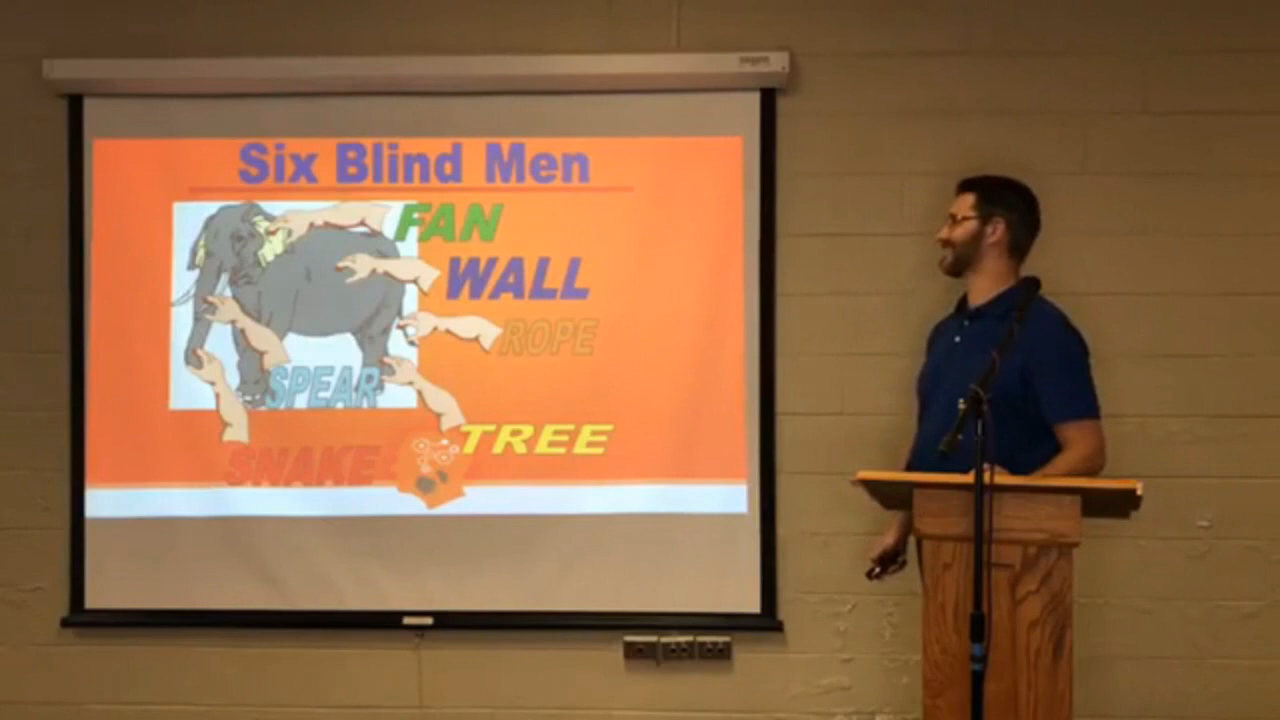 Six Blind Men
FAN
WALL
ROPE
SPEAR
TREE
SNAKE